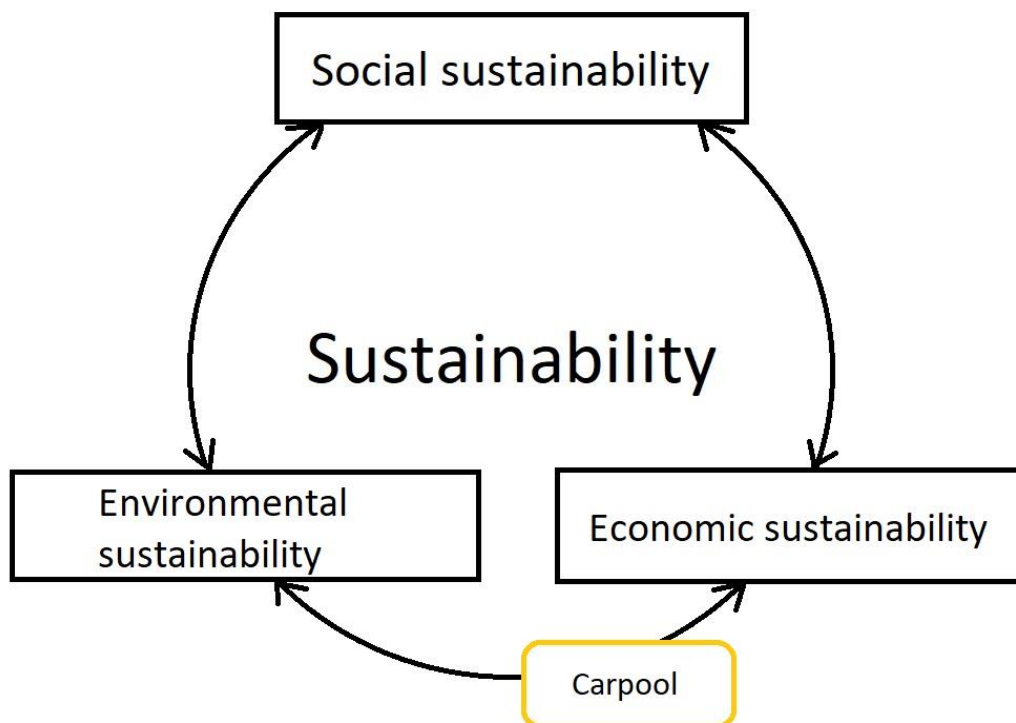 Social sustainability
Sustainability
Environmental
sustainability
Economic sustainability
Carpool